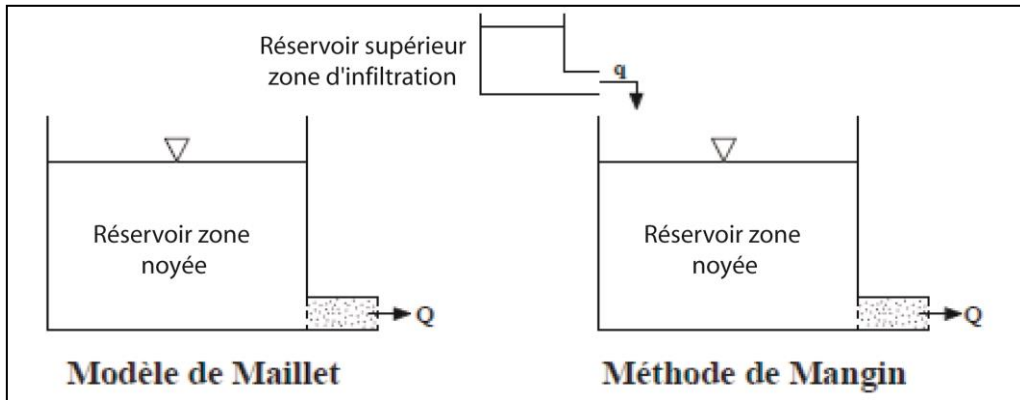 Réservoir supérieur
zone d'infiltration
q
Réservoir zone
noyée
Q
Réservoir zone
noyée
Q
Modèle de Maillet
Méthode de Mangin